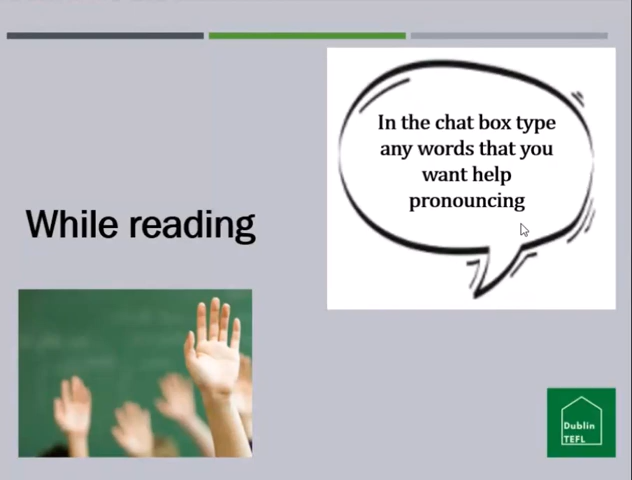 In the chat box type
any words that you
want help
pronouncing
While reading
Dublin
TEFL